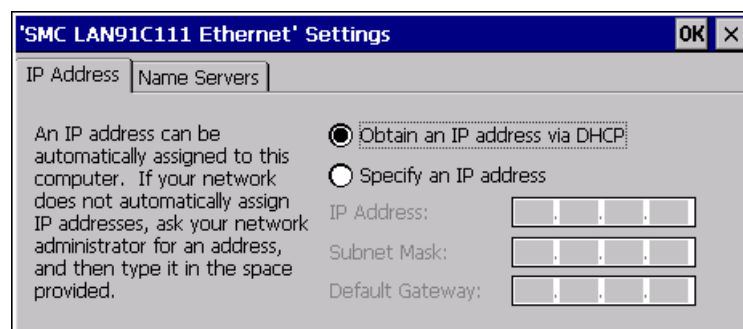 'SMC LAN91C111 Ethernet' Settings
OK ×
IP Address
Name Servers
An IP address can be
automatically assigned to this
computer. If your network
does not automatically assign
IP addresses, ask your network
administrator for an address,
and then type it in the space
provided.
Obtain an IP address via DHCP
Specify an IP address
IP Address:
Subnet Mask:
Default Gateway: